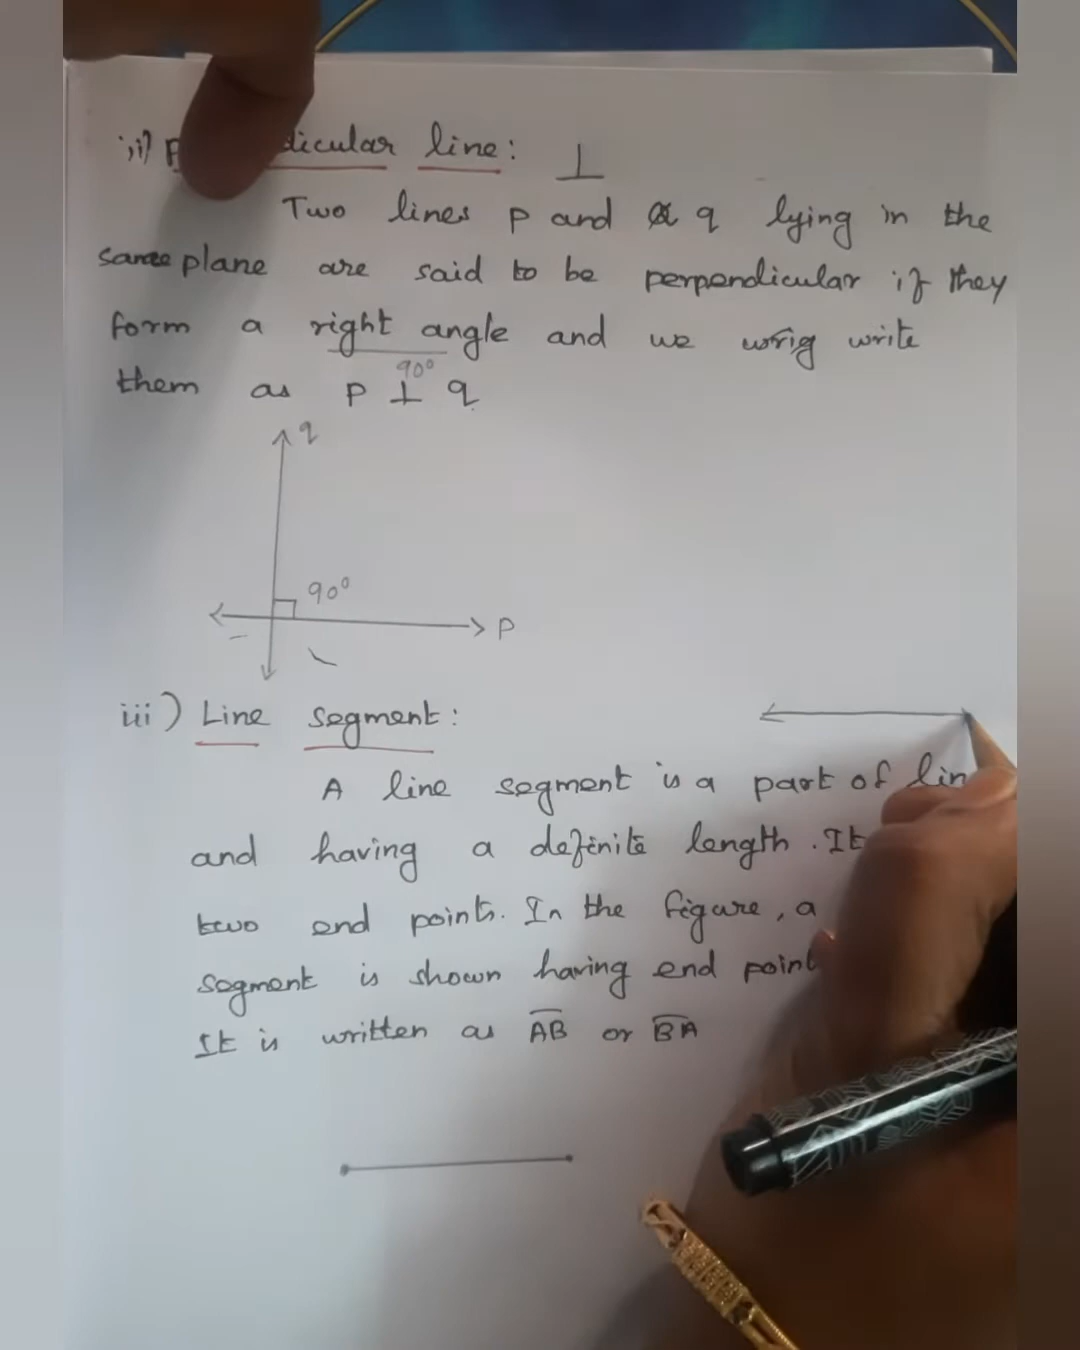 ii) dicular line: ⊥
Two lines p and q lying in the
same plane are said to be perpendicular if they
form a right angle and we wrig write
90°
them as p ⊥ q
q
90°
p
iii) Line segment:
A line segment is a part of lin
and having a definite length. It
two end points. In the figure, a
segment is shown having end point
It is written as A̅B̅ or B̅A̅